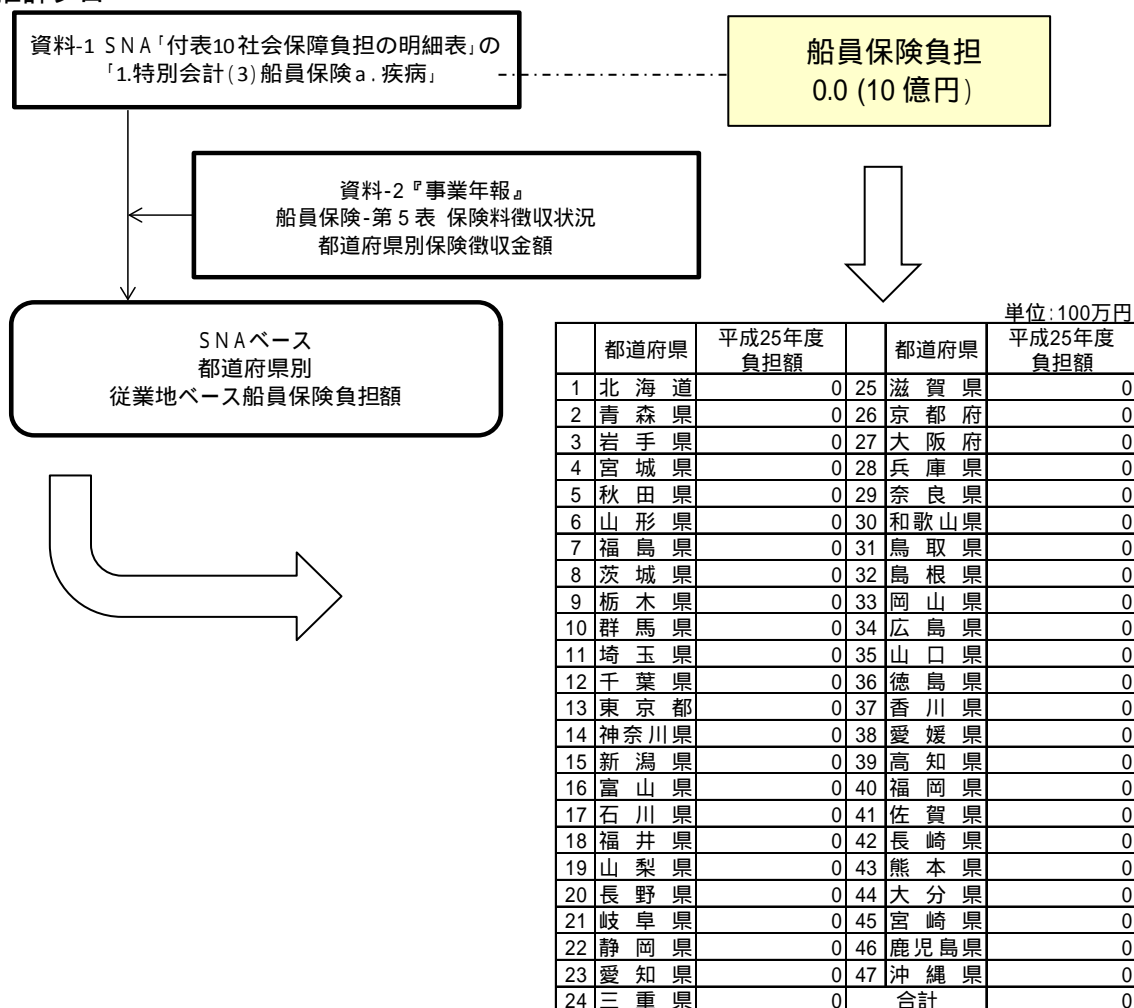 資料-1 SNA「付表10社会保障負担の明細表」の
「1.特別会計(3)船員保険a.疾病」
船員保険負担
0.0 (10 億円)
資料-2『事業年報』
船員保険-第5表 保険料徴収状況
都道府県別保険徴収金額
SNAベース
都道府県別
従業地ベース船員保険負担額
単位:100万円
都道府県 平成25年度 負担額 都道府県 平成25年度 負担額
1 北海道 0 25 滋賀県 0
2 青森県 0 26 京都府 0
3 岩手県 0 27 大阪府 0
4 宮城県 0 28 兵庫県 0
5 秋田県 0 29 奈良県 0
6 山形県 0 30 和歌山県 0
7 福島県 0 31 鳥取県 0
8 茨城県 0 32 島根県 0
9 栃木県 0 33 岡山県 0
10 群馬県 0 34 広島県 0
11 埼玉県 0 35 山口県 0
12 千葉県 0 36 徳島県 0
13 東京都 0 37 香川県 0
14 神奈川県 0 38 愛媛県 0
15 新潟県 0 39 高知県 0
16 富山県 0 40 福岡県 0
17 石川県 0 41 佐賀県 0
18 福井県 0 42 長崎県 0
19 山梨県 0 43 熊本県 0
20 長野県 0 44 大分県 0
21 岐阜県 0 45 宮崎県 0
22 静岡県 0 46 鹿児島県 0
23 愛知県 0 47 沖縄県 0
24 三重県 0 合計 0